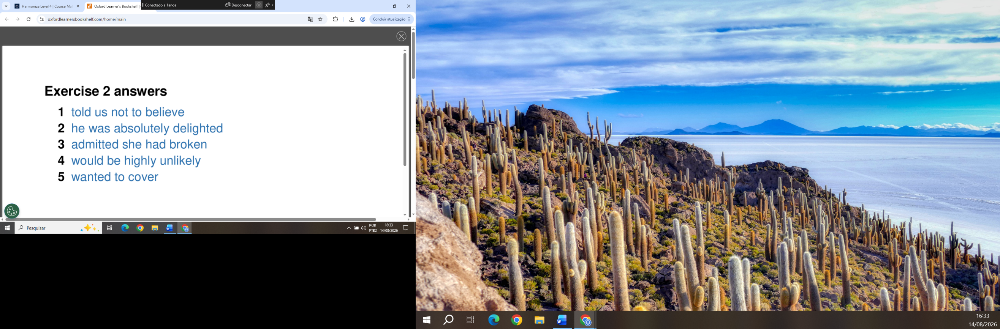 Harmonize Level 4 | Course Mat
Oxford Learner's Bookshelf |
Conectado a 1anoa
Desconectar
oxfordlearnersbookshelf.com/home/main
Concluir atualização
Exercise 2 answers
1 told us not to believe
2 he was absolutely delighted
3 admitted she had broken
4 would be highly unlikely
5 wanted to cover
Pesquisar
POR
PTB2
16:33
14/08/2026
16:33
14/08/2026